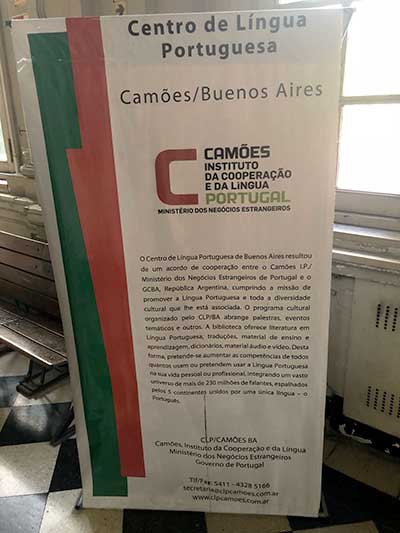 Centro de Língua
Portuguesa
Camões/Buenos Aires
CAMÕES
INSTITUTO
DA COOPERAÇÃO
E DA LÍNGUA
PORTUGAL
MINISTÉRIO DOS NEGÓCIOS ESTRANGEIROS
O Centro de Língua Portuguesa de Buenos Aires resultou
de um acordo de cooperação entre o Camões I.P./
Ministério dos Negócios Estrangeiros de Portugal e o
GCBA, República Argentina, cumprindo a missão de
promover a Língua Portuguesa e toda a diversidade
cultural que lhe está associada. O programa cultural
organizado pelo CLP/BA abrange palestras, eventos
temáticos e outros. A biblioteca oferece literatura em
Língua Portuguesa, traduções, material de ensino e
aprendizagem, dicionários, material áudio e vídeo. Desta
forma, pretende-se aumentar as competências de todos
quantos usam ou pretendem usar a Língua Portuguesa
na sua vida pessoal ou profissional, integrando um vasto
universo de mais de 230 milhões de falantes, espalhados
pelos 5 continentes unidos por uma única língua – o
Português.
CLP/CAMÕES BA
Camões, Instituto da Cooperação e da Língua
Ministério dos Negócios Estrangeiros
Governo de Portugal
Tlf/Fax: 5411 - 4328 5166
secretaria@clpcamoes.com.ar
www.clpcamoes.com.ar